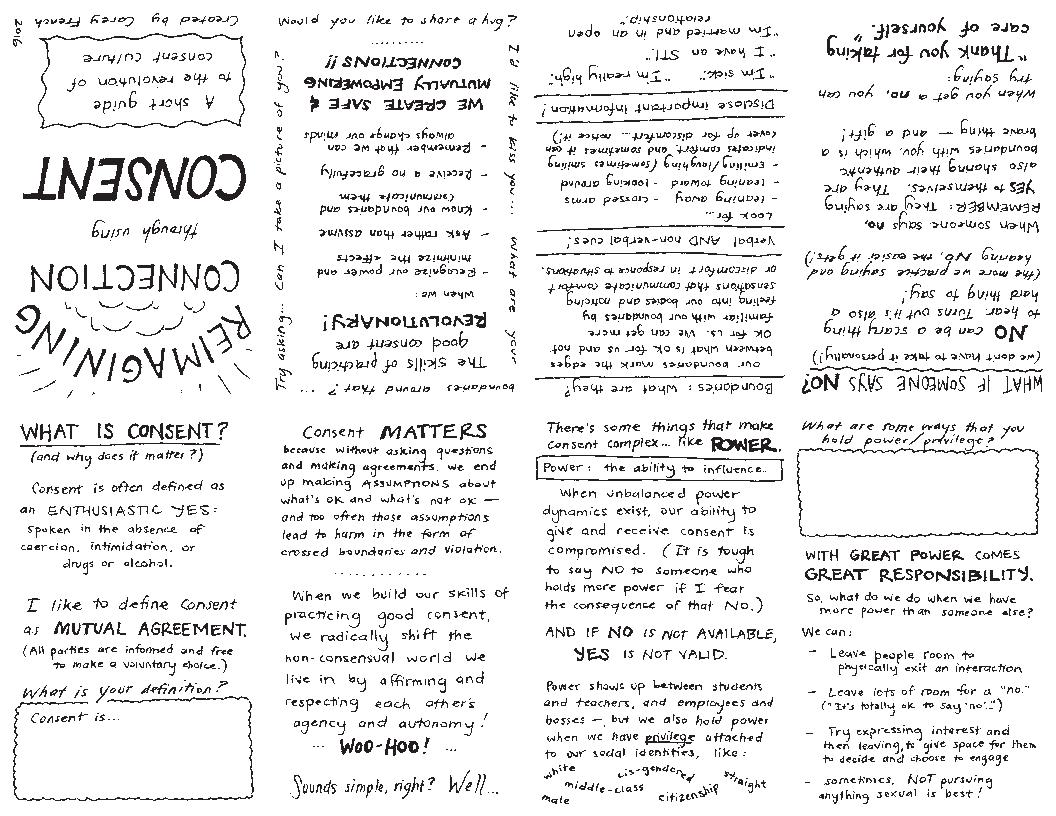 REIMAGINING
CONNECTION
through using
CONSENT
A short guide
to the revolution of
consent culture
Created by Carey French
2016
WHAT IS CONSENT?
(and why does it matter?)
Consent is often defined as
an ENTHUSIASTIC YES:
spoken in the absence of
coercion, intimidation, or
drugs or alcohol.
I like to define consent
as MUTUAL AGREEMENT.
(All parties are informed and free
to make a voluntary choice.)
What is your definition?
Consent is...
Consent MATTERS
because without asking questions
and making agreements, we end
up making ASSUMPTIONS about
what's OK and what's not OK —
and too often those assumptions
lead to harm in the form of
crossed boundaries and violation.
When we build our skills of
practicing good consent,
we radically shift the
non-consensual world we
live in by affirming and
respecting each other's
agency and autonomy!
... WOO-HOO! ...
Sounds simple, right? Well...
There's some things that make
consent complex... like POWER.
Power: the ability to influence..
When unbalanced power
dynamics exist, our ability to
give and receive consent is
compromised. (It is tough
to say NO to someone who
holds more power if I fear
the consequence of that NO.)
AND IF NO IS NOT AVAILABLE,
YES IS NOT VALID.
Power shows up between students
and teachers, and employees and
bosses —, but we also hold power
when we have privilege attached
to our social identities, like:
white cis-gendered straight
middle-class citizenship
male
What are some ways that you
hold power/privilege?
WITH GREAT POWER COMES
GREAT RESPONSIBILITY.
So, what do we do when we have
more power than someone else?
We can:
- Leave people room to
physically exit an interaction
- Leave lots of room for a "no."
("It's totally ok to say 'no'...")
- Try expressing interest and
then leaving, to give space for them
to decide and choose to engage
- sometimes, NOT pursuing
anything sexual is best!
WHAT IF SOMEONE SAYS NO?
(we don't have to take it personally!)
NO can be a scary thing
to hear. Turns out it's also a
hard thing to say!
(the more we practice saying and
hearing NO, the easier it gets!)
When someone says no,
REMEMBER: They are saying
YES to themselves. They are
also sharing their authentic
boundaries with you, which is a
brave thing — and a gift!
When you get a no, you can
try saying:
"Thank you for taking
care of yourself."
Boundaries: what are they?
Our boundaries mark the edges
between what is ok for us and not
OK for us. We can get more
familiar with our boundaries by
feeling into our bodies and noticing
sensations that communicate comfort
or discomfort in response to situations.
Verbal AND non-verbal cues!
Look for...
- leaning away - crossed arms
- leaning toward - looking around
- smiling/laughing (sometimes smiling
indicates comfort, and sometimes it can
cover up for discomfort... notice it!)
Disclose important information!
"I'm sick." "I'm really high."
"I have an STI."
"I'm married and in an open
relationship."
The skills of practicing
good consent are
REVOLUTIONARY!
When we:
- Recognize our power and
minimize the effects
- Ask rather than assume
- Know our boundaries and
communicate them
- Receive a no gracefully
- Remember that we can
always change our minds
WE CREATE SAFE &
MUTUALLY EMPOWERING
CONNECTIONS!!
Try asking... Can I take a picture of you?
Would you like to share a hug?
I'd like to kiss you... What are your
boundaries around that? ...